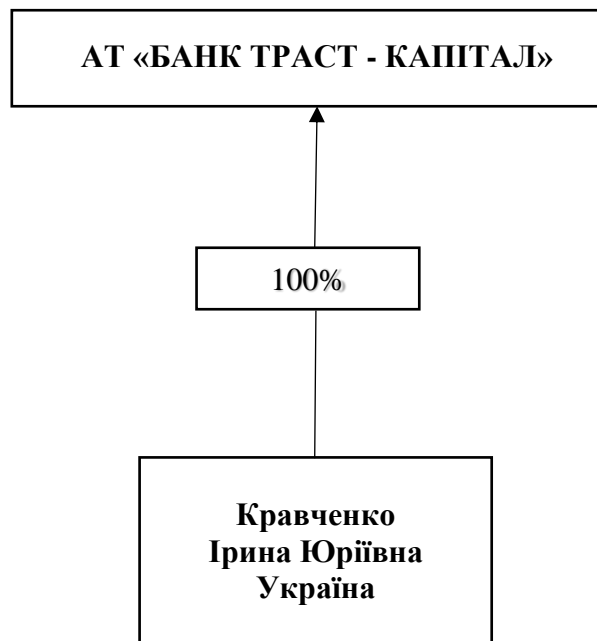 АТ «БАНК ТРАСТ - КАПІТАЛ»
100%
Кравченко
Ірина Юріївна
Україна